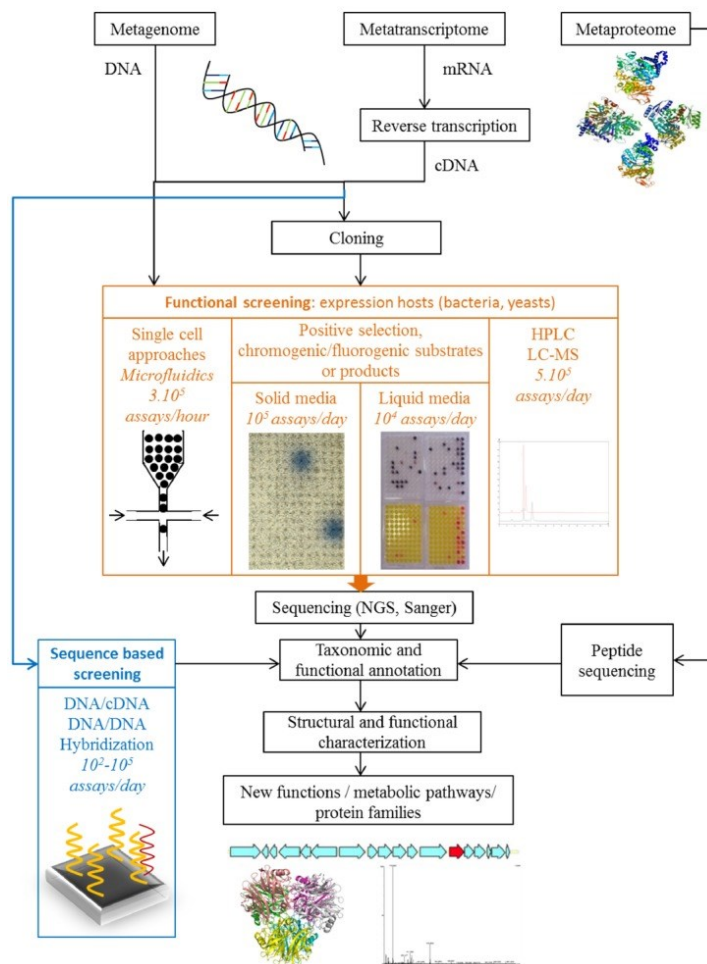 Metagenome
Metatranscriptome
Metaproteome
DNA
mRNA
Reverse transcription
cDNA
Cloning
Functional screening: expression hosts (bacteria, yeasts)
Single cell
approaches
Microfluidics
3.10⁵
assays/hour
Positive selection,
chromogenic/fluorogenic substrates
or products
Solid media
10⁵ assays/day
Liquid media
10⁴ assays/day
HPLC
LC-MS
5.10⁵
assays/day
Sequencing (NGS, Sanger)
Sequence based
screening
DNA/cDNA
DNA/DNA
Hybridization
10²-10⁵
assays/day
Taxonomic and
functional annotation
Peptide
sequencing
Structural and functional
characterization
New functions / metabolic pathways/
protein families